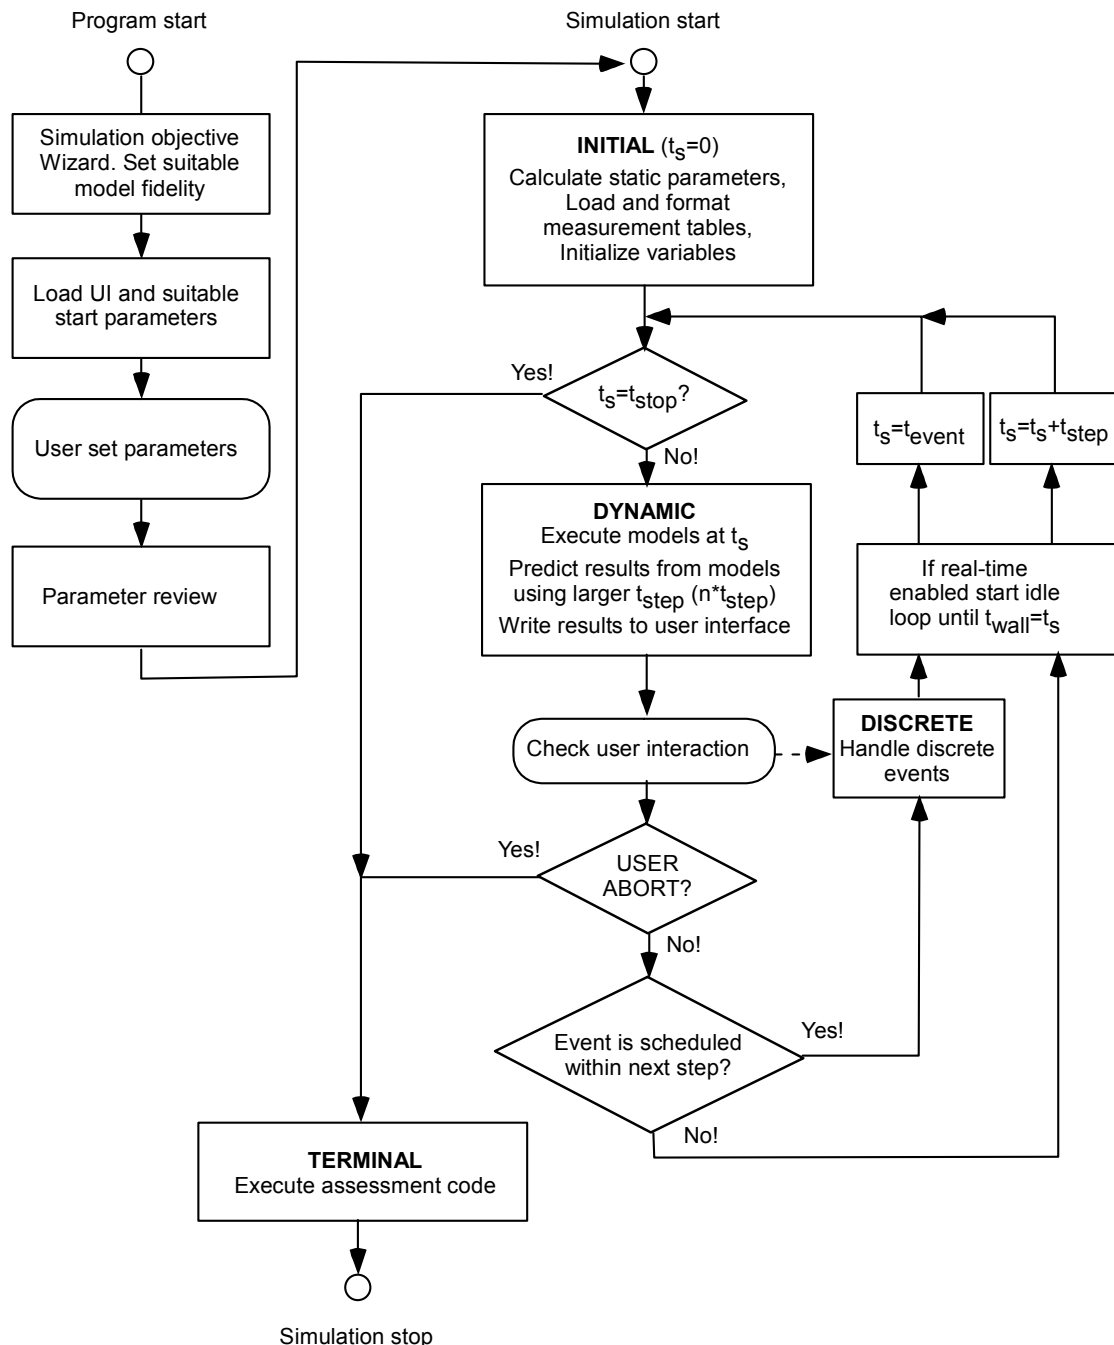 Program start
Simulation objective
Wizard. Set suitable
model fidelity
Load UI and suitable
start parameters
User set parameters
Parameter review
Simulation start
INITIAL (ts=0)
Calculate static parameters,
Load and format
measurement tables,
Initialize variables
Yes!
ts=tstop?
No!
DYNAMIC
Execute models at ts
Predict results from models
using larger tstep (n*tstep)
Write results to user interface
Check user interaction
Yes!
USER
ABORT?
No!
Event is scheduled
within next step?
Yes!
No!
ts=tevent
ts=ts+tstep
If real-time
enabled start idle
loop until twall=ts
DISCRETE
Handle discrete
events
TERMINAL
Execute assessment code
Simulation stop